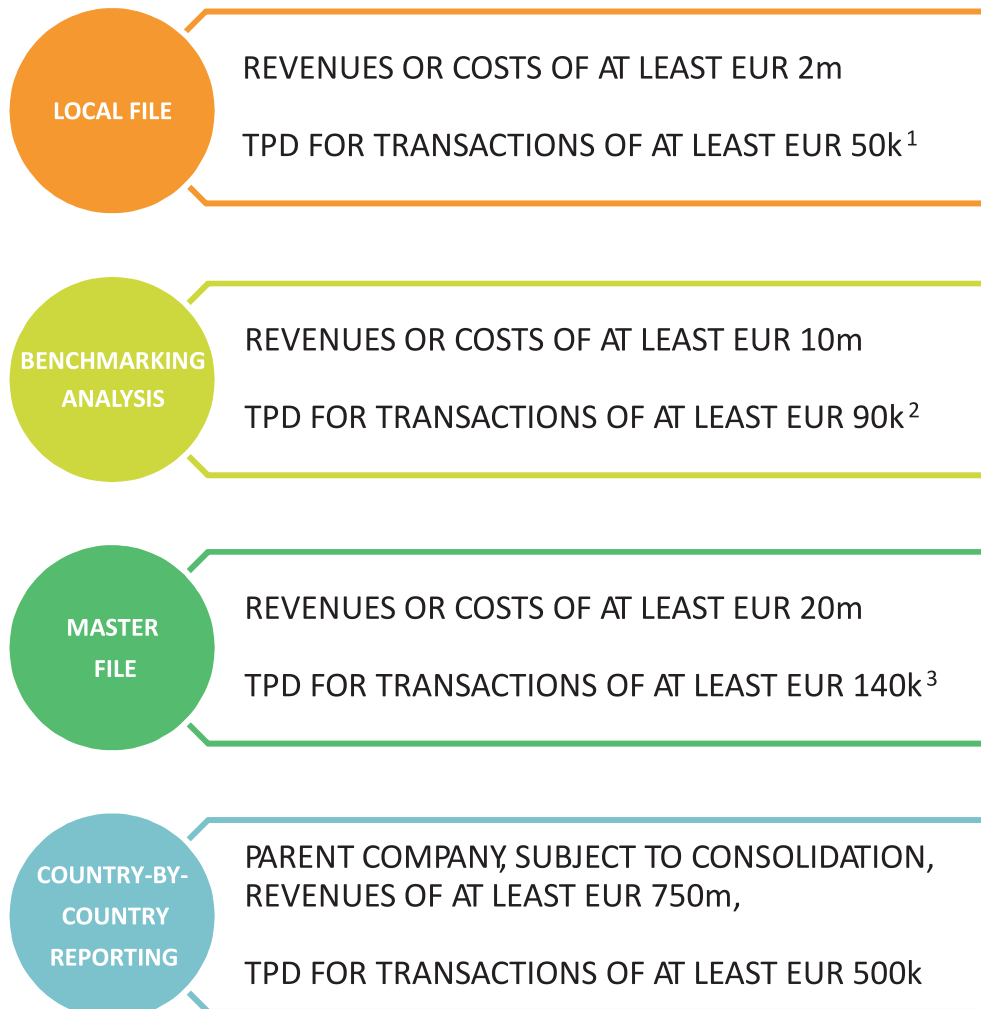 LOCAL FILE
REVENUES OR COSTS OF AT LEAST EUR 2m
TPD FOR TRANSACTIONS OF AT LEAST EUR 50k¹
BENCHMARKING
ANALYSIS
REVENUES OR COSTS OF AT LEAST EUR 10m
TPD FOR TRANSACTIONS OF AT LEAST EUR 90k²
MASTER
FILE
REVENUES OR COSTS OF AT LEAST EUR 20m
TPD FOR TRANSACTIONS OF AT LEAST EUR 140k³
COUNTRY-BY-
COUNTRY
REPORTING
PARENT COMPANY, SUBJECT TO CONSOLIDATION,
REVENUES OF AT LEAST EUR 750m,
TPD FOR TRANSACTIONS OF AT LEAST EUR 500k